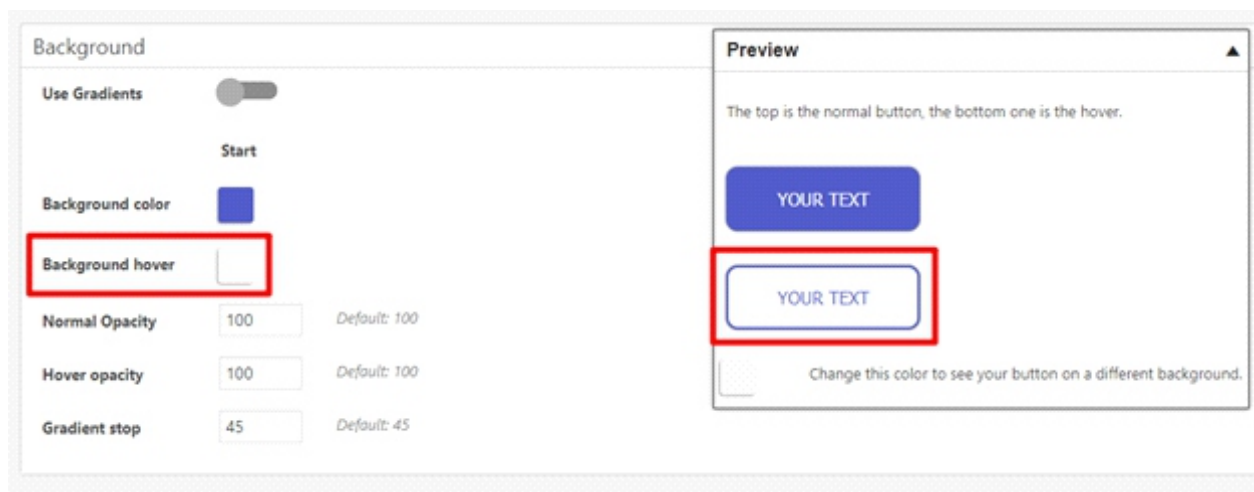 Background
Use Gradients
Start
Background color
Background hover
Normal Opacity 100 Default: 100
Hover opacity 100 Default: 100
Gradient stop 45 Default: 45
Preview
The top is the normal button, the bottom one is the hover.
YOUR TEXT
YOUR TEXT
Change this color to see your button on a different background.